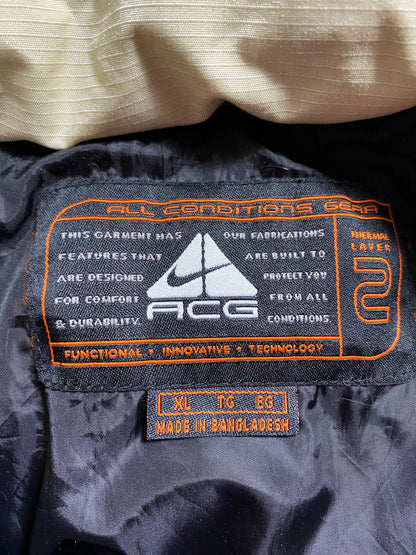 ALL CONDITIONS GEAR
THIS GARMENT HAS
FEATURES THAT
ARE DESIGNED
FOR COMFORT
& DURABILITY.
ACG
OUR FABRICATIONS
ARE BUILT TO
PROTECT YOU
FROM ALL
CONDITIONS.
THERMAL
LAYER
2
FUNCTIONAL • INNOVATIVE • TECHNOLOGY
XL TG EG
MADE IN BANGLADESH